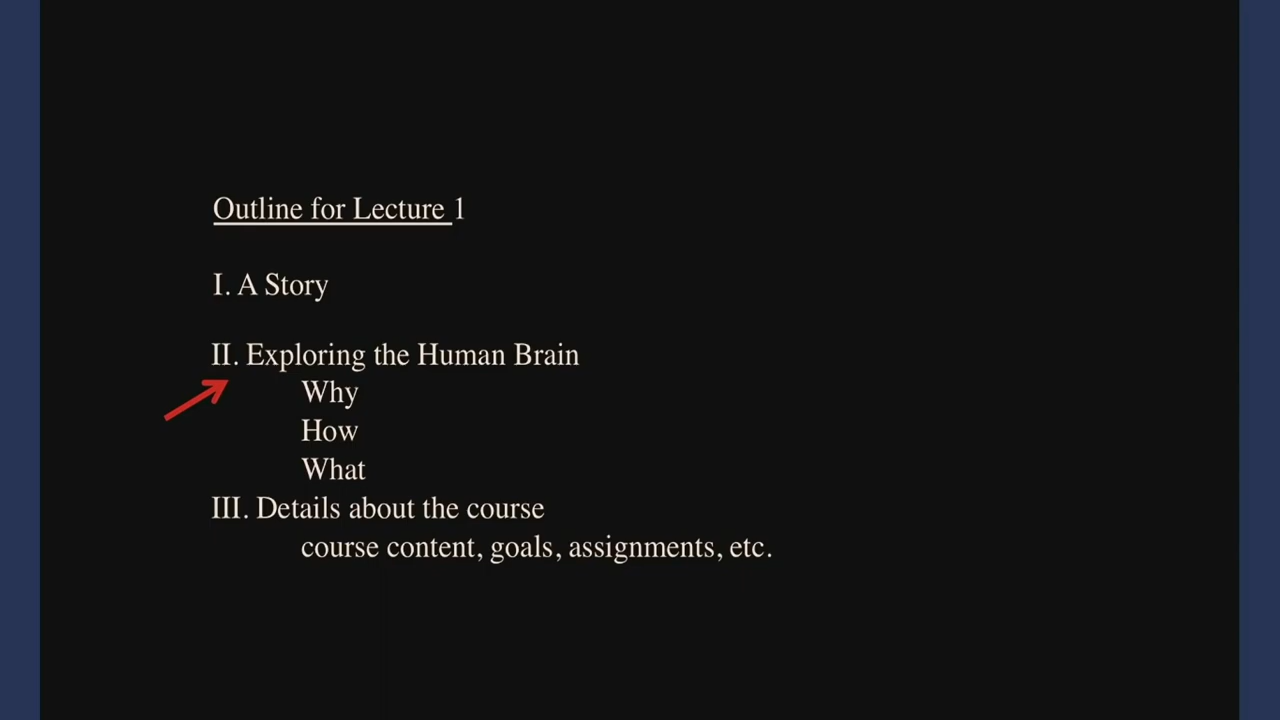 Outline for Lecture 1
I. A Story
II. Exploring the Human Brain
Why
How
What
III. Details about the course
course content, goals, assignments, etc.